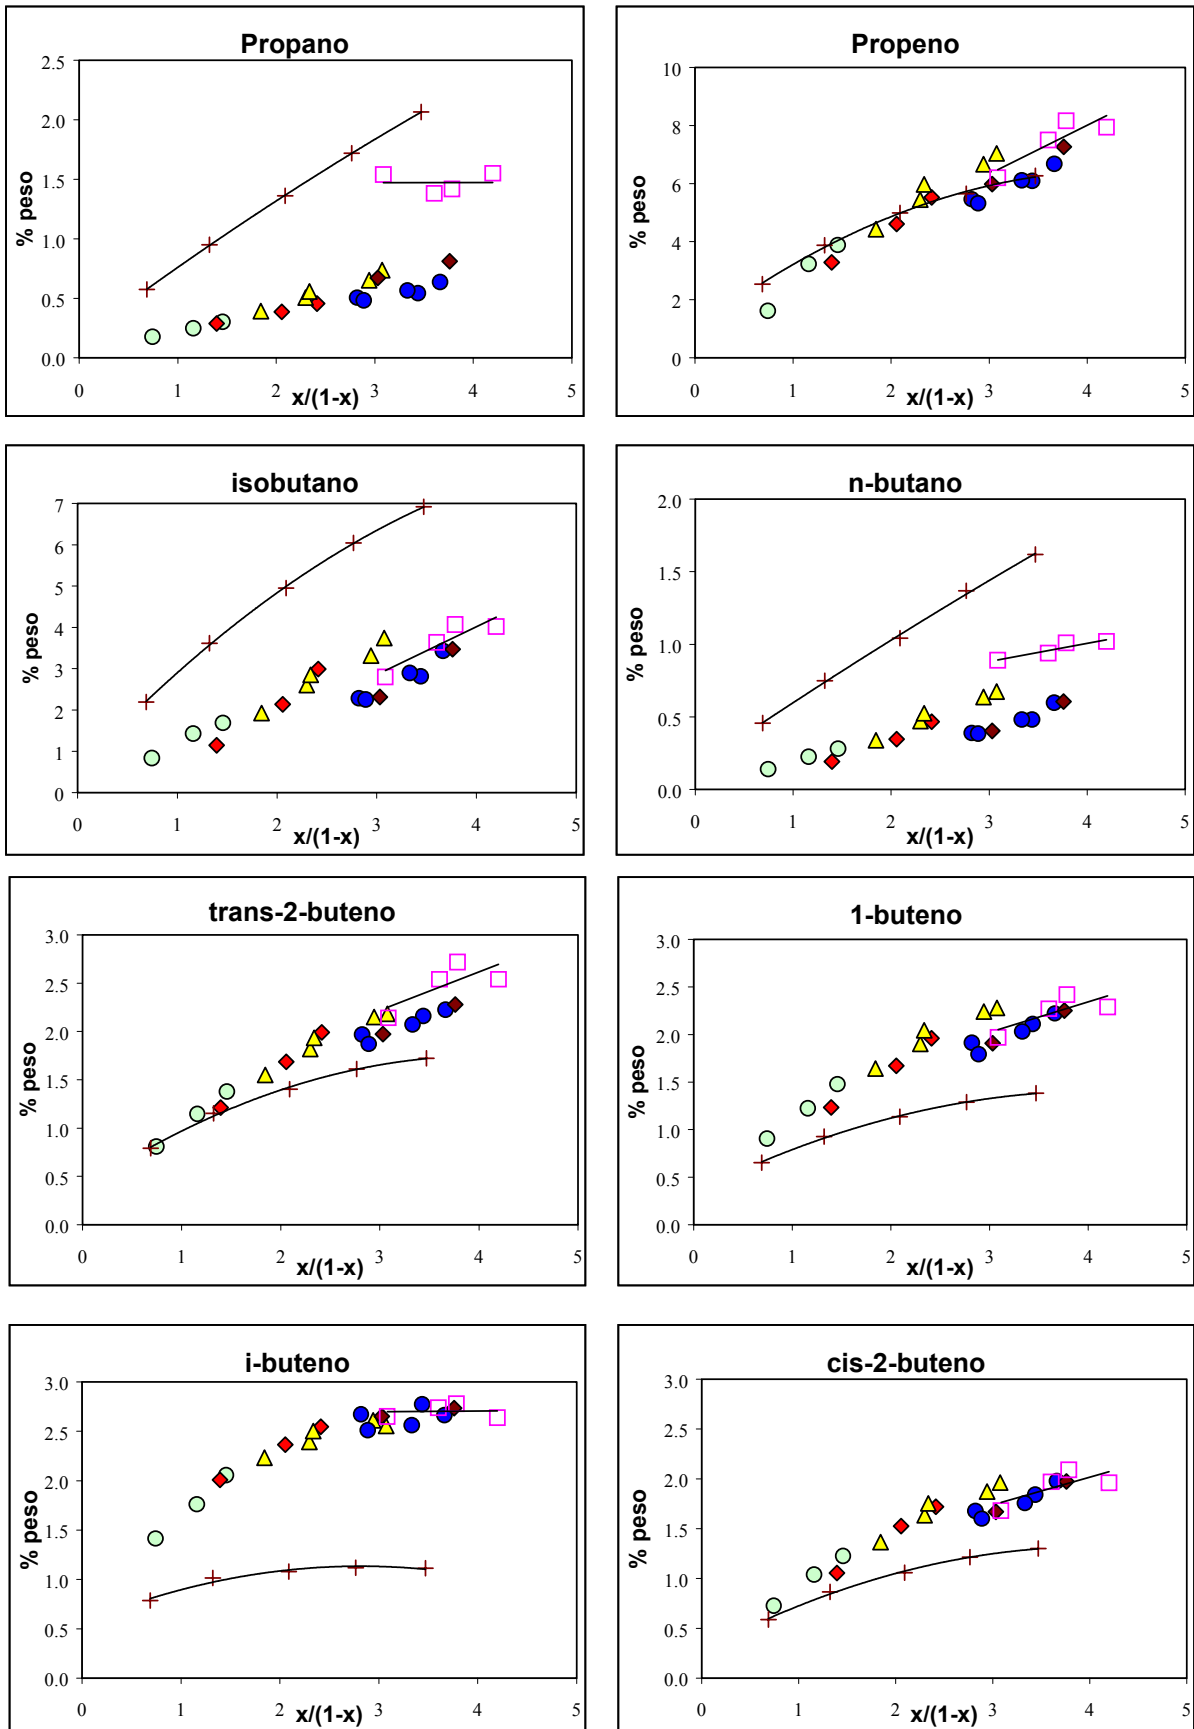 Propano
% peso
2.5
2.0
1.5
1.0
0.5
0.0
0 1 2 3 4 5
x/(1-x)
Propeno
% peso
10
8
6
4
2
0
0 1 2 3 4 5
x/(1-x)
isobutano
% peso
7
6
5
4
3
2
1
0
0 1 2 3 4 5
x/(1-x)
n-butano
% peso
2.0
1.5
1.0
0.5
0.0
0 1 2 3 4 5
x/(1-x)
trans-2-buteno
% peso
3.0
2.5
2.0
1.5
1.0
0.5
0.0
0 1 2 3 4 5
x/(1-x)
1-buteno
% peso
3.0
2.5
2.0
1.5
1.0
0.5
0.0
0 1 2 3 4 5
x/(1-x)
i-buteno
% peso
3.0
2.5
2.0
1.5
1.0
0.5
0.0
0 1 2 3 4 5
x/(1-x)
cis-2-buteno
% peso
3.0
2.5
2.0
1.5
1.0
0.5
0.0
0 1 2 3 4 5
x/(1-x)